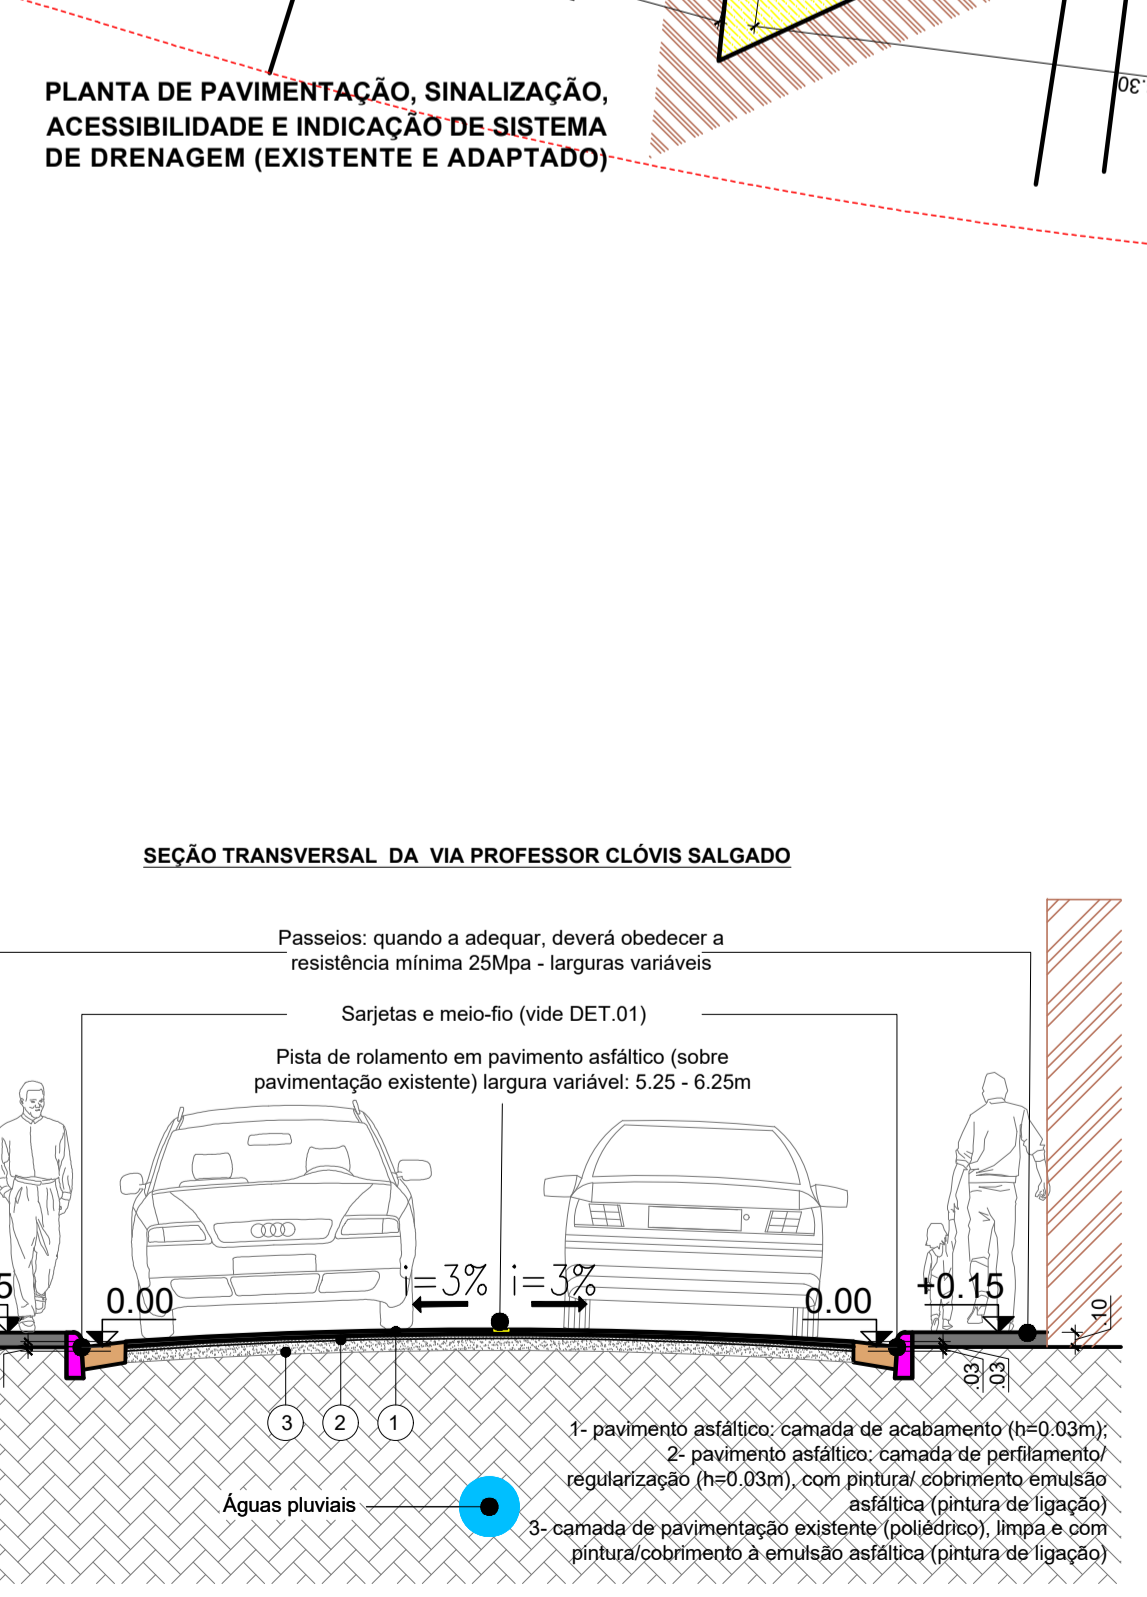 .30
PLANTA DE PAVIMENTAÇÃO, SINALIZAÇÃO,
ACESSIBILIDADE E INDICAÇÃO DE SISTEMA
DE DRENAGEM (EXISTENTE E ADAPTADO)
SEÇÃO TRANSVERSAL DA VIA PROFESSOR CLÓVIS SALGADO
Passeios: quando a adequar, deverá obedecer a
resistência mínima 25Mpa - larguras variáveis
Sarjetas e meio-fio (vide DET.01)
Pista de rolamento em pavimento asfáltico (sobre
pavimentação existente) largura variável: 5.25 - 6.25m
i=3% i=3%
5
0.00
0.00
+0.15
.10
.03
.03
3
2
1
1- pavimento asfáltico: camada de acabamento (h=0.03m);
2- pavimento asfáltico: camada de perfilamento/
regularização (h=0.03m), com pintura/ cobrimento emulsão
asfáltica (pintura de ligação)
3- camada de pavimentação existente (poliédrico), limpa e com
pintura/cobrimento à emulsão asfáltica (pintura de ligação)
Águas pluviais